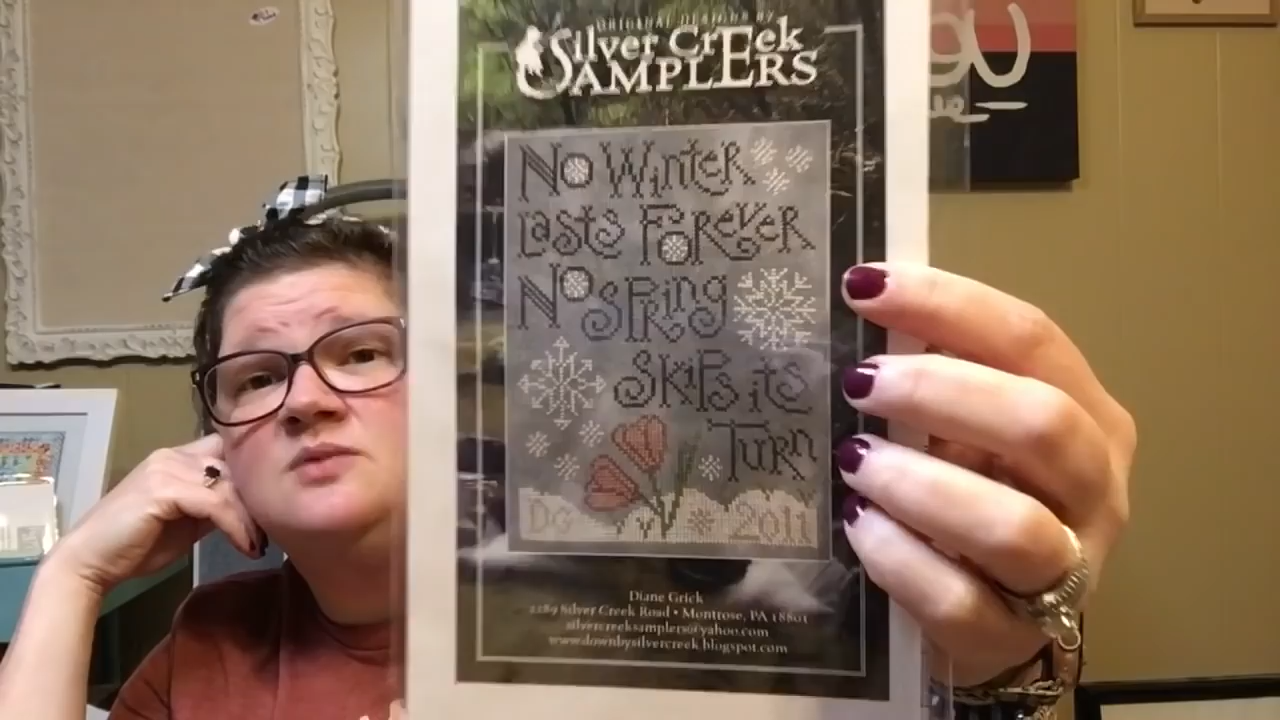 ORIGINAL DESIGNS BY
Silver Creek
SAMPLERS
No Winter
Lasts Forever
No Spring
Skips its
Turn
DG 2011
Diane Grick
2289 Silver Creek Road • Montrose, PA 18801
silvercreeksamplers@yahoo.com
www.downbysilvercreek.blogspot.com